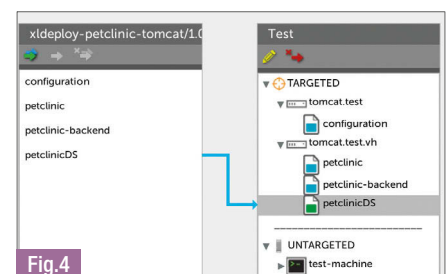 xldeploy-petclinic-tomcat/1.0
configuration
petclinic
petclinic-backend
petclinicDS
Fig.4
Test
TARGETED
tomcat.test
configuration
tomcat.test.vh
petclinic
petclinic-backend
petclinicDS
UNTARGETED
test-machine